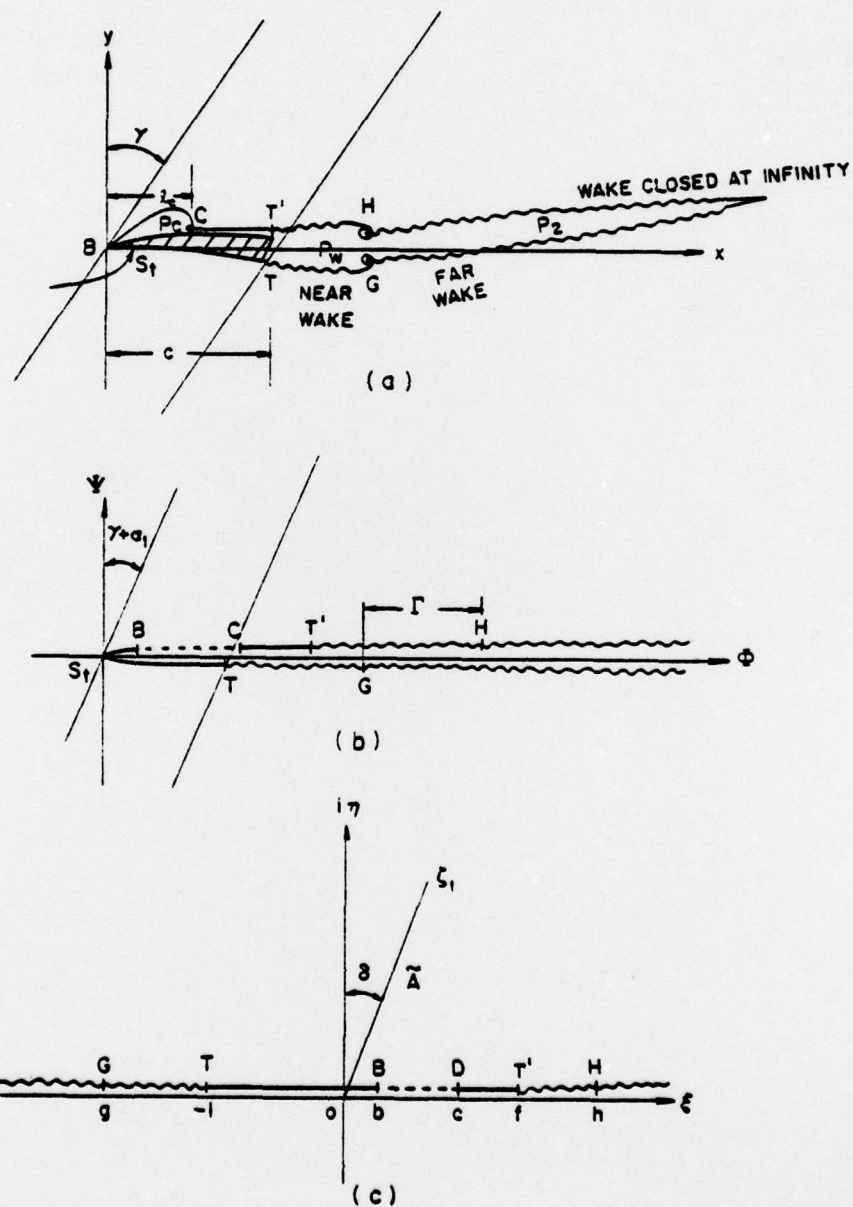 y
γ
C
T'
H
WAKE CLOSED AT INFINITY
B
P_C
P_W
P_2
x
S_t
T
G
NEAR WAKE
FAR WAKE
c
(a)
Ψ
γ+α_1
Γ
B
C
T'
H
S_t
T
G
Φ
(b)
iη
ζ_1
δ
Ã
G
T
B
D
T'
H
g
-1
o
b
c
f
h
ξ
(c)